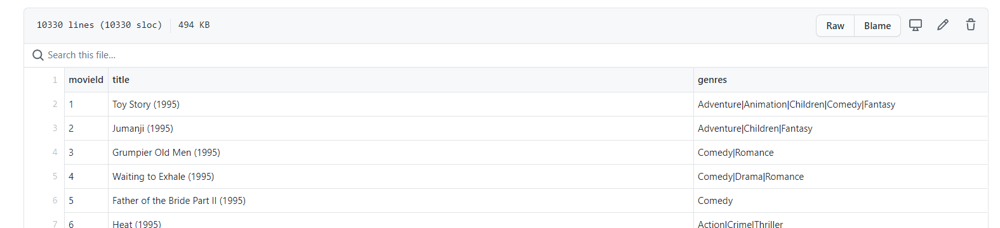 10330 lines (10330 sloc) 494 KB Raw Blame
Search this file...
1 movieId title genres
2 1 Toy Story (1995) Adventure|Animation|Children|Comedy|Fantasy
3 2 Jumanji (1995) Adventure|Children|Fantasy
4 3 Grumpier Old Men (1995) Comedy|Romance
5 4 Waiting to Exhale (1995) Comedy|Drama|Romance
6 5 Father of the Bride Part II (1995) Comedy
7 6 Heat (1995) Action|Crime|Thriller